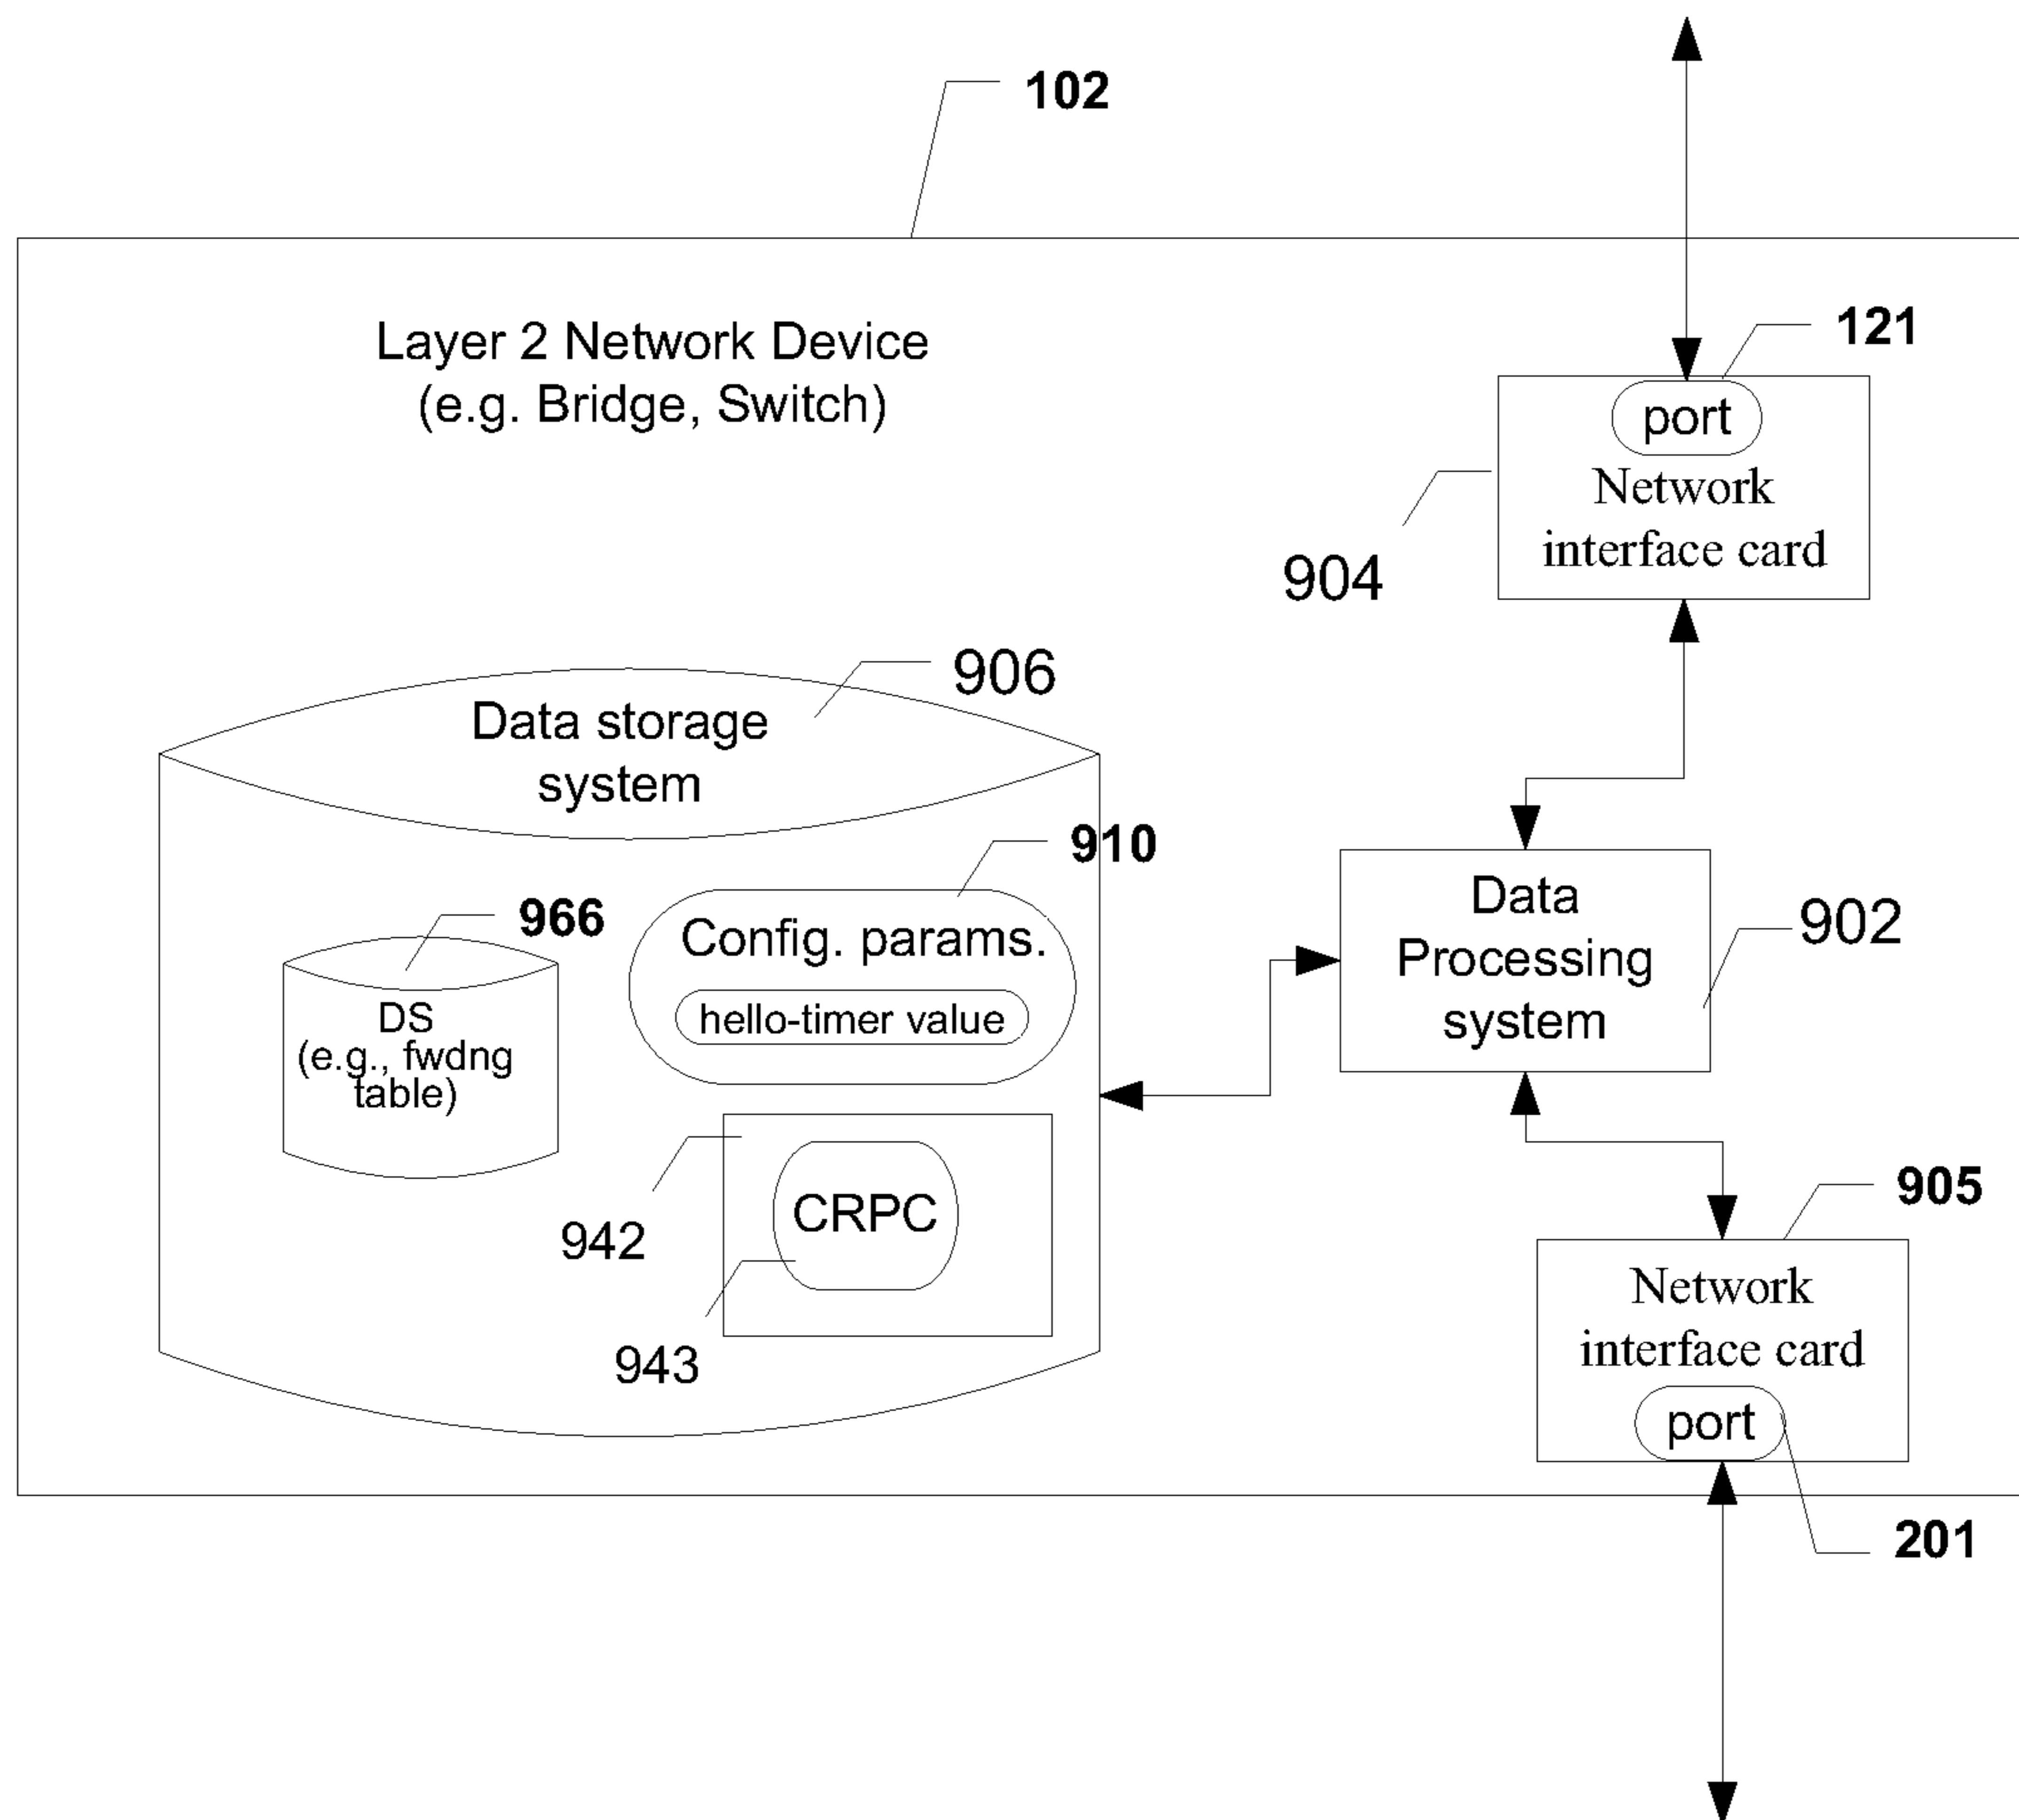 102
Layer 2 Network Device
(e.g. Bridge, Switch)
121
port
Network
interface card
904
906
Data storage
system
910
966
Config. params.
hello-timer value
DS
(e.g., fwdng
table)
Data
Processing
system
902
942
CRPC
943
905
Network
interface card
port
201